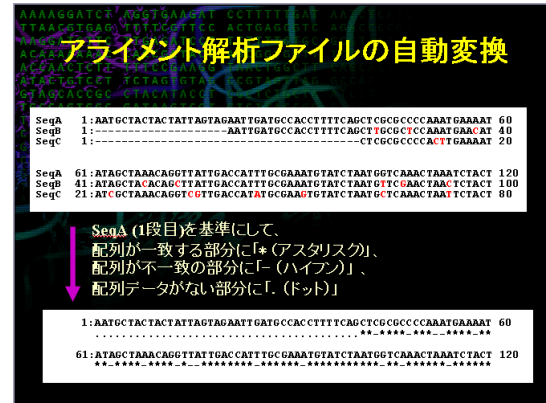 アライメント解析ファイルの自動変換
SeqA 1:AATGCTACTACTATTAGTAGAATTGATGCCACCTTTTCAGCTCGCGCCCCAAATGAAAAT 60
SeqB 1:--------------------AATTGATGCCACCTTTTCAGCTTGCGCTCCAAATGAACAT 40
SeqC 1:----------------------------------------CTCGCGCCCCACTTGAAAAT 20
SeqA 61:ATAGCTAAACAGGTTATTGACCATTTGCGAAATGTATCTAATGGTCAAACTAAATCTACT 120
SeqB 41:ATAGCTACACAGCTTATTGACCATTTGCGAAATGTATCTAATGTTCGAACTAACTCTACT 100
SeqC 21:ATCGCTAAACAGGTCGTTGACCATATGCGAAGTGTATCTAATGCTCAAACTAATTCTACT 80
SeqA (1段目)を基準にして、
配列が一致する部分に「* (アスタリスク)」、
配列が不一致の部分に「- (ハイフン)」 、
配列データがない部分に「. (ドット)」
1:AATGCTACTACTATTAGTAGAATTGATGCCACCTTTTCAGCTCGCGCCCCAAATGAAAAT 60
........................................**-****-***--****-**
61:ATAGCTAAACAGGTTATTGACCATTTGCGAAATGTATCTAATGGTCAAACTAAATCTACT 120
**-****-****-*--********-******-***********-**-******-******